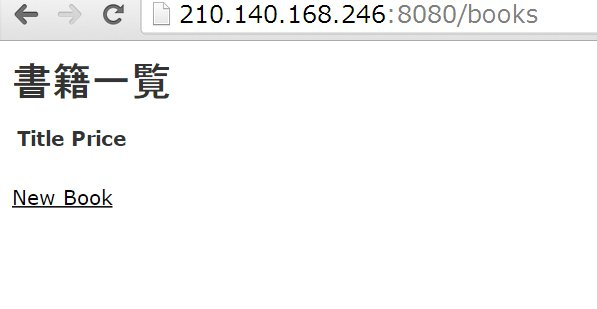 210.140.168.246:8080/books
書籍一覧
Title Price
New Book